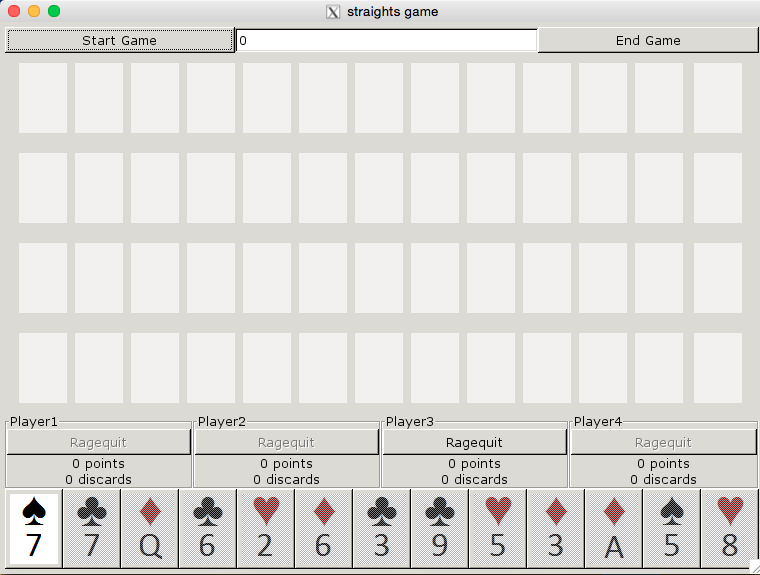 straights game
Start Game 0 End Game
Player1 Player2 Player3 Player4
Ragequit Ragequit Ragequit Ragequit
0 points 0 points 0 points 0 points
0 discards 0 discards 0 discards 0 discards
7 7 Q 6 2 6 3 9 5 3 A 5 8